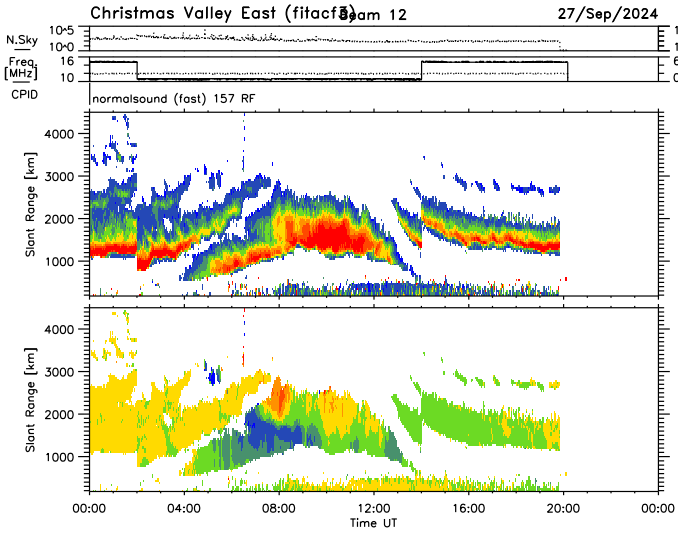 Christmas Valley East (fitacf3) Beam 12 27/Sep/2024
N.Sky 10^5 10^0
Freq. [MHz] 16 10
CPID normalsound (fast) 157 RF
Slant Range [km] 4000 3000 2000 1000
Slant Range [km] 4000 3000 2000 1000
00:00 04:00 08:00 12:00 16:00 20:00 00:00
Time UT